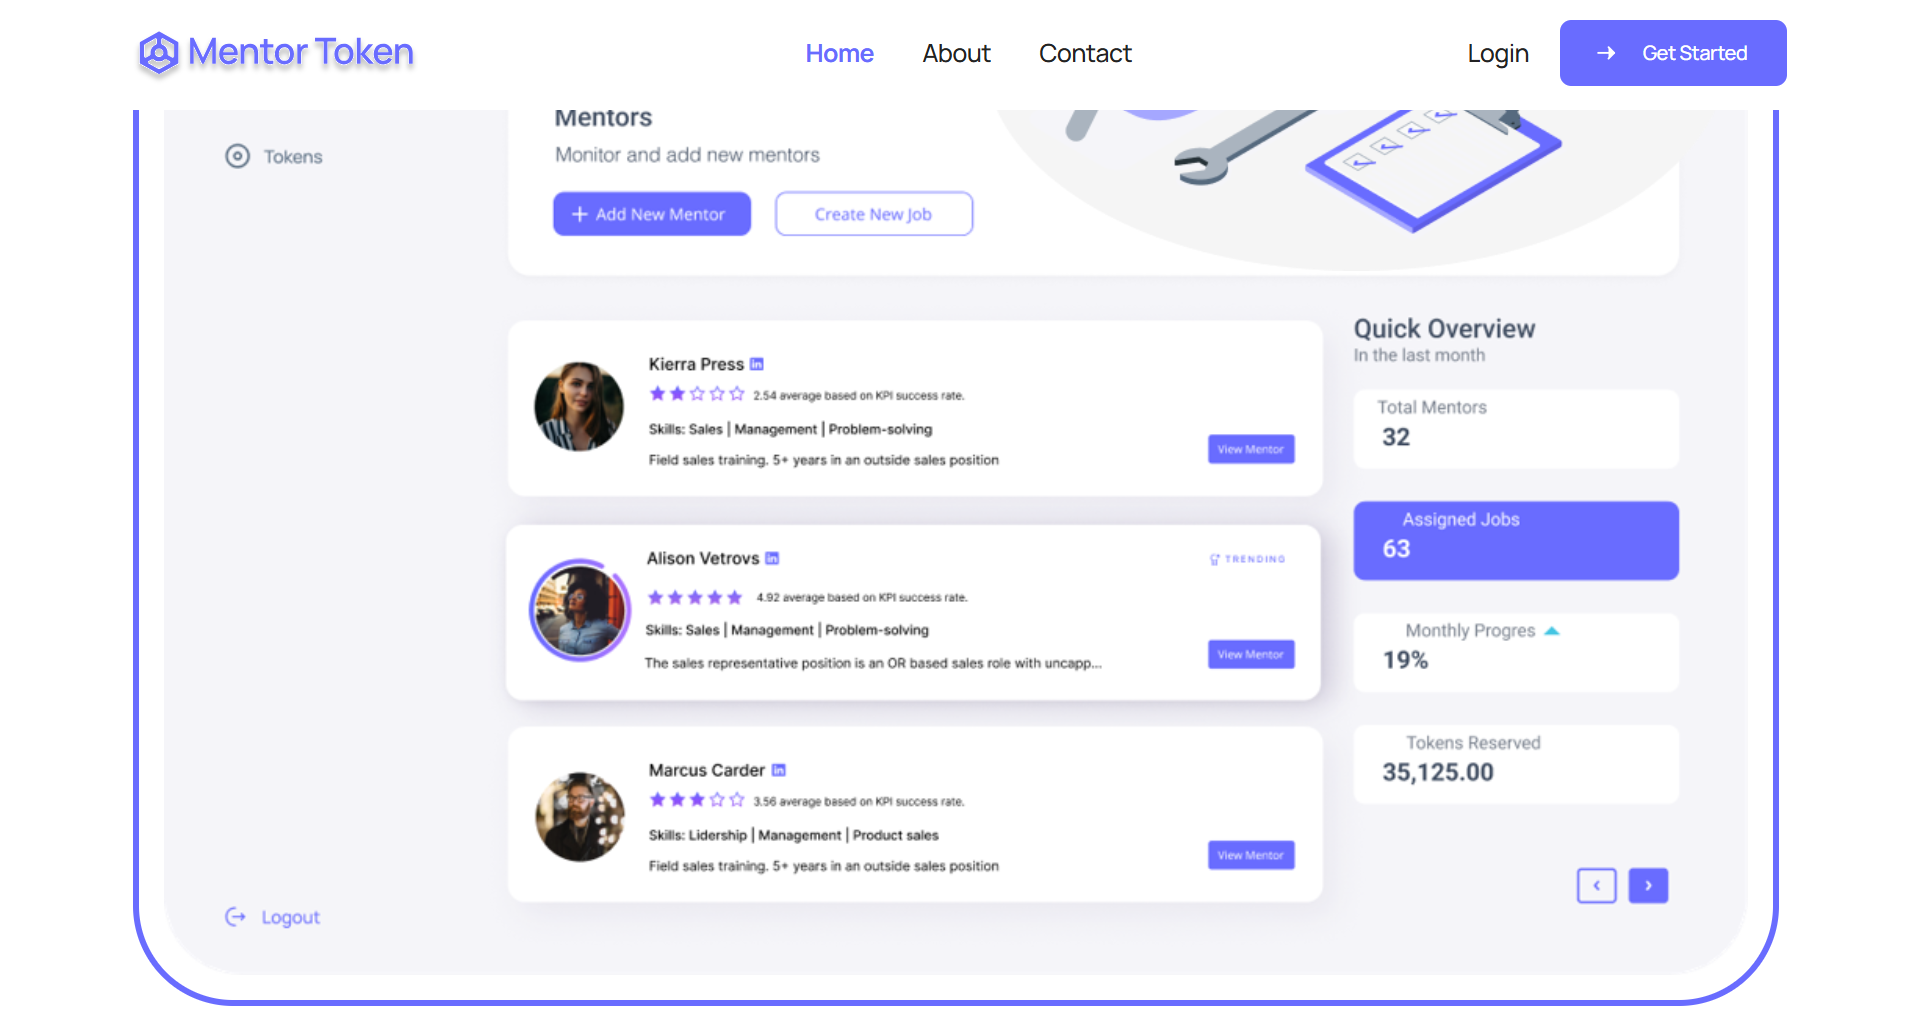 Mentor Token
Home
About
Contact
Login
Get Started
Tokens
Mentors
Monitor and add new mentors
+ Add New Mentor
Create New Job
Kierra Press
2.54 average based on KPI success rate.
Skills: Sales | Management | Problem-solving
Field sales training. 5+ years in an outside sales position
View Mentor
Alison Vetrovs
TRENDING
4.92 average based on KPI success rate.
Skills: Sales | Management | Problem-solving
The sales representative position is an OR based sales role with uncapp...
View Mentor
Marcus Carder
3.56 average based on KPI success rate.
Skills: Lidership | Management | Product sales
Field sales training. 5+ years in an outside sales position
View Mentor
Quick Overview
In the last month
Total Mentors
32
Assigned Jobs
63
Monthly Progres
19%
Tokens Reserved
35,125.00
Logout